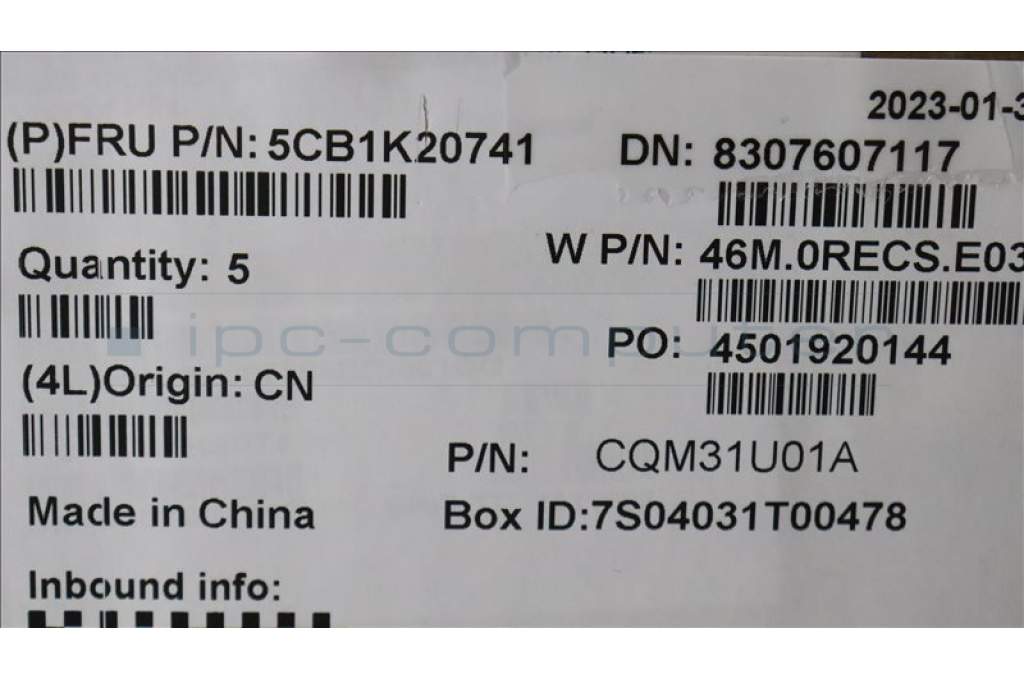 2023-01-3
(P)FRU P/N: 5CB1K20741
DN: 8307607117
W P/N: 46M.0RECS.E03
Quantity: 5
ipc-computer
PO: 4501920144
(4L)Origin: CN
P/N: CQM31U01A
Made in China
Box ID:7S04031T00478
Inbound info: